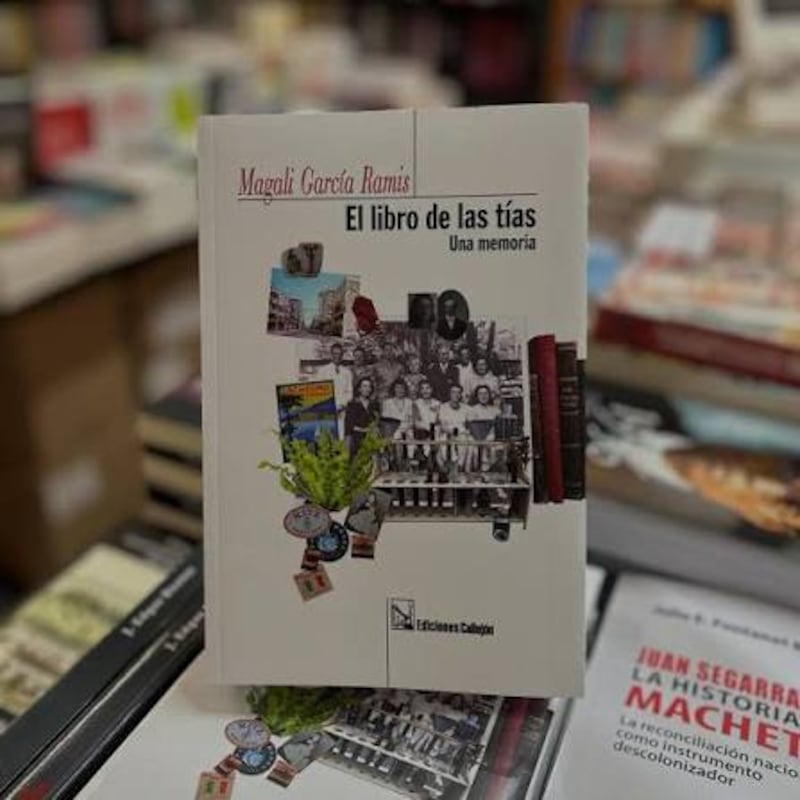 Magali García Ramis
El libro de las tías
Una memoria
Ediciones Callejón
JUAN SEGARRA
LA HISTORIA
MACHET
La reconciliación nacio
como instrumento
descolonizador